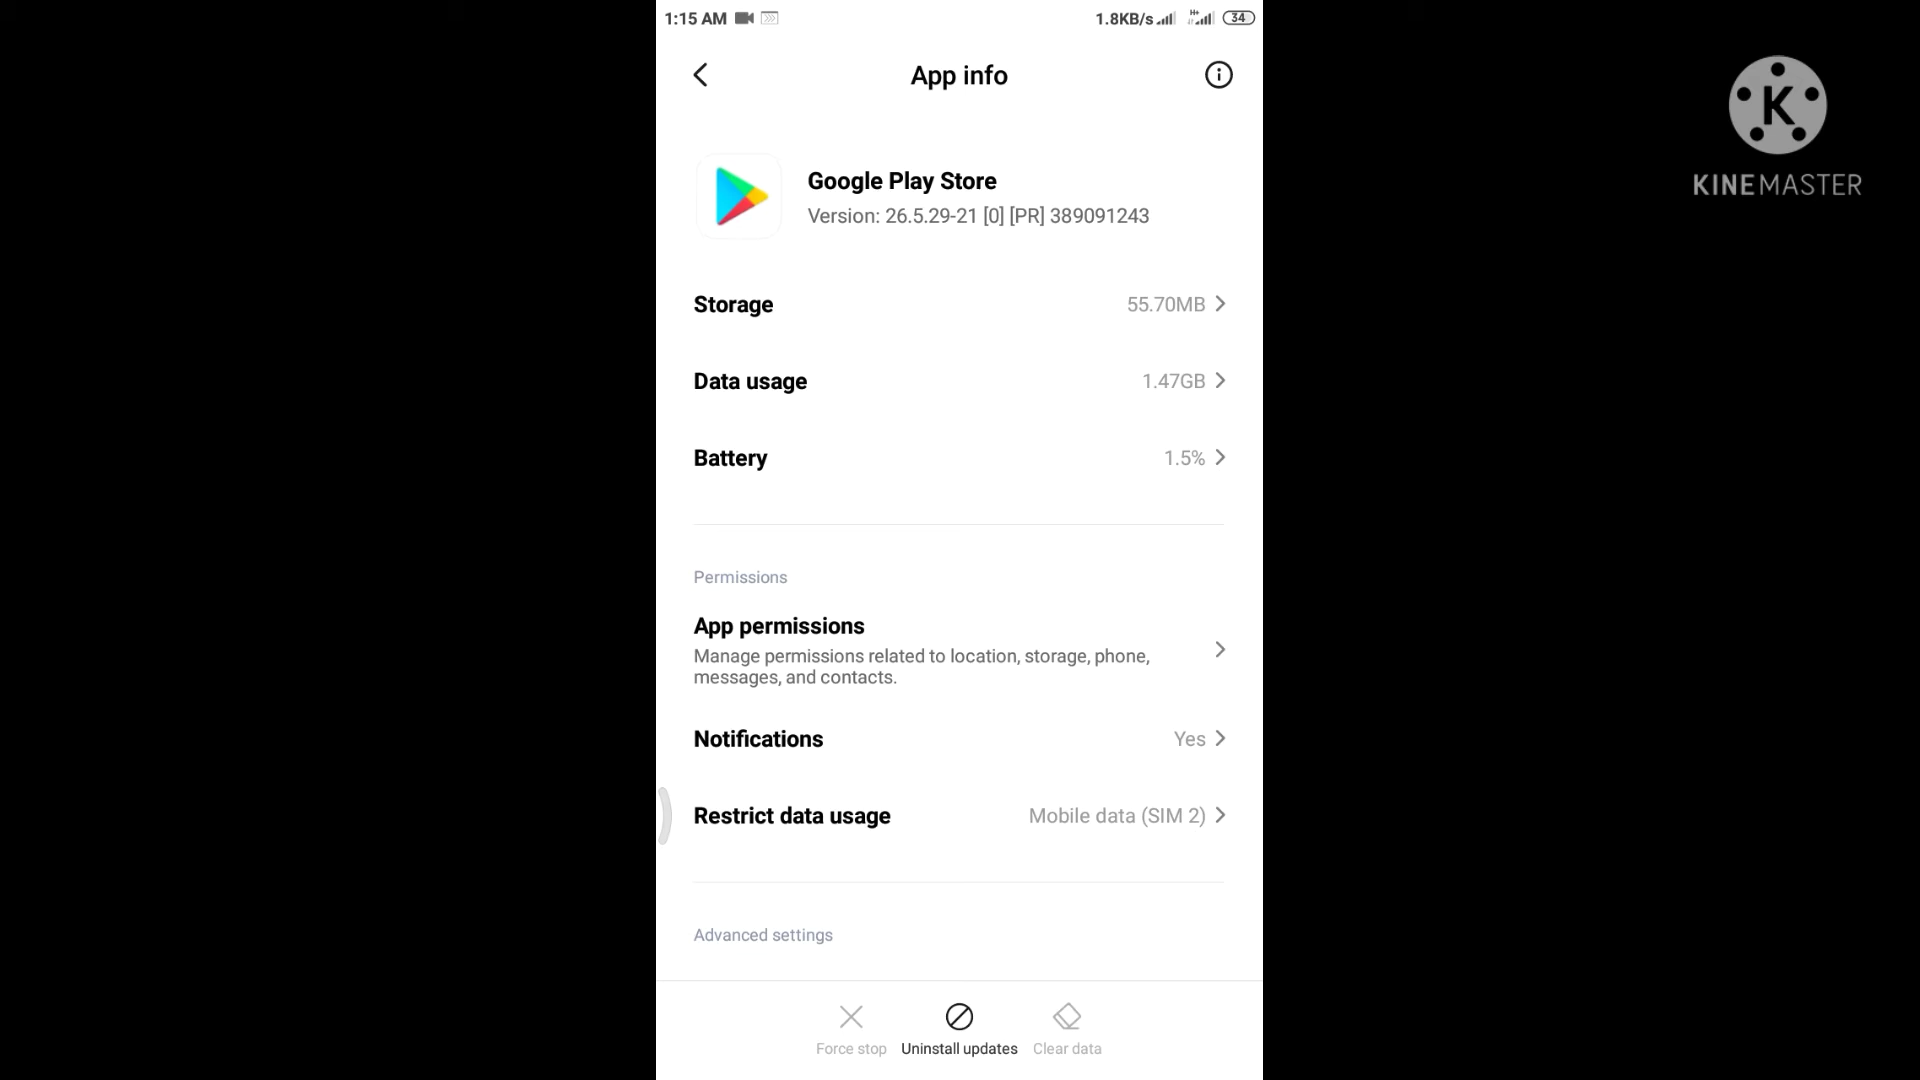 1:15 AM
1.8KB/s
H+
34
App info
K
KINEMASTER
Google Play Store
Version: 26.5.29-21 [0] [PR] 389091243
Storage
55.70MB
Data usage
1.47GB
Battery
1.5%
Permissions
App permissions
Manage permissions related to location, storage, phone,
messages, and contacts.
Notifications
Yes
Restrict data usage
Mobile data (SIM 2)
Advanced settings
Force stop
Uninstall updates
Clear data